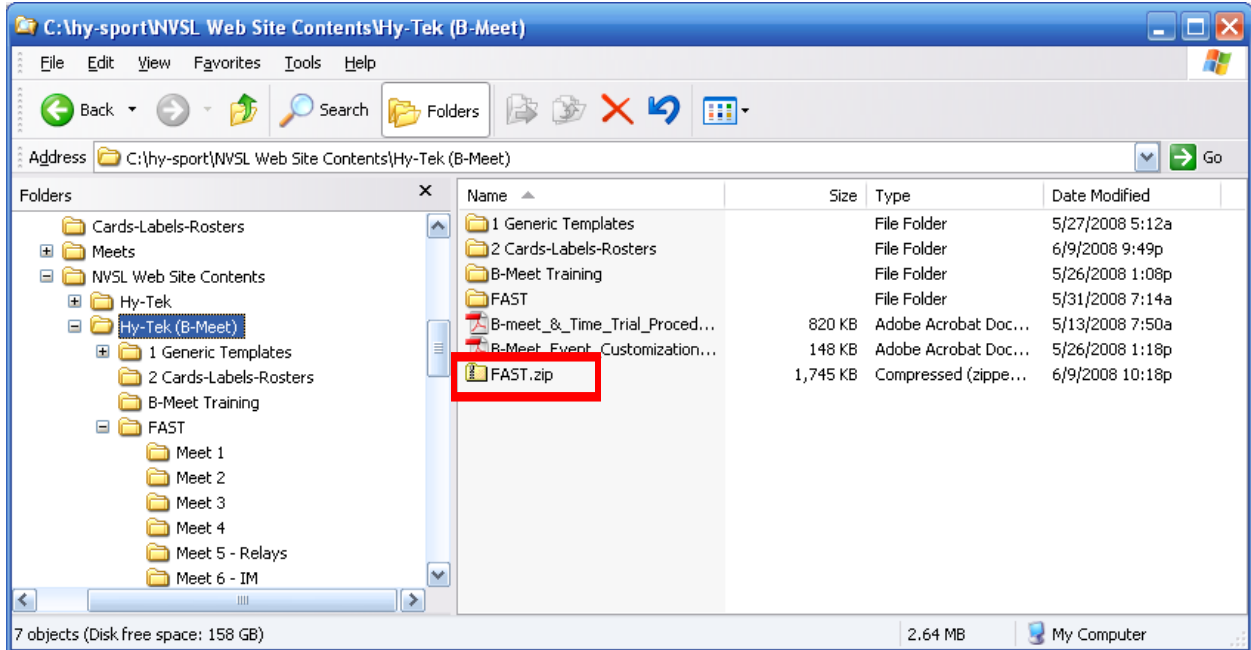 C:\hy-sport\NVSL Web Site Contents\Hy-Tek (B-Meet)
File Edit View Favorites Tools Help
Back Search Folders
Address C:\hy-sport\NVSL Web Site Contents\Hy-Tek (B-Meet) Go
Folders x Name Size Type Date Modified
Cards-Labels-Rosters 1 Generic Templates File Folder 5/27/2008 5:12a
Meets 2 Cards-Labels-Rosters File Folder 6/9/2008 9:49p
NVSL Web Site Contents B-Meet Training File Folder 5/26/2008 1:08p
Hy-Tek FAST File Folder 5/31/2008 7:14a
Hy-Tek (B-Meet) B-meet_&_Time_Trial_Proced... 820 KB Adobe Acrobat Doc... 5/13/2008 7:50a
1 Generic Templates B-Meet_Event_Customization... 148 KB Adobe Acrobat Doc... 5/26/2008 1:18p
2 Cards-Labels-Rosters FAST.zip 1,745 KB Compressed (zippe... 6/9/2008 10:18p
B-Meet Training
FAST
Meet 1
Meet 2
Meet 3
Meet 4
Meet 5 - Relays
Meet 6 - IM
7 objects (Disk free space: 158 GB) 2.64 MB My Computer